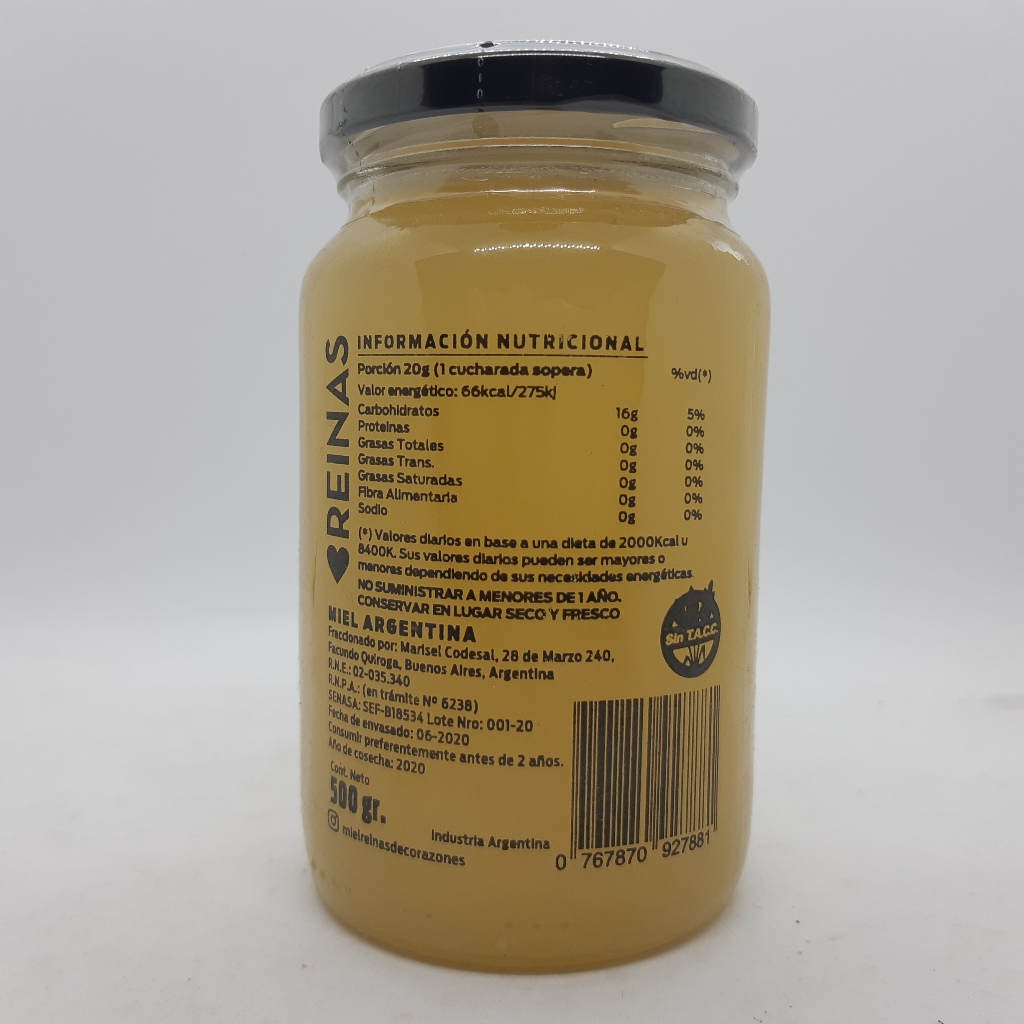 REINAS
INFORMACIÓN NUTRICIONAL
Porción 20g (1 cucharada sopera) %vd(*)
Valor energético: 66kcal/275kj
Carbohidratos 16g 5%
Proteínas 0g 0%
Grasas Totales 0g 0%
Grasas Trans. 0g 0%
Grasas Saturadas 0g 0%
Fibra Alimentaria 0g 0%
Sodio 0g 0%
(*) Valores diarios en base a una dieta de 2000Kcal u
8400K. Sus valores diarios pueden ser mayores o
menores dependiendo de sus necesidades energéticas.
NO SUMINISTRAR A MENORES DE 1 AÑO.
CONSERVAR EN LUGAR SECO Y FRESCO
Sin T.A.C.C.
MIEL ARGENTINA
Fraccionado por: Marisel Codesal, 28 de Marzo 240,
Facundo Quiroga, Buenos Aires, Argentina
R.N.E.: 02-035.340
R.N.P.A.: (en trámite Nº 6238)
SENASA: SEF-B18534 Lote Nro: 001-20
Fecha de envasado: 06-2020
Consumir preferentemente antes de 2 años.
Año de cosecha: 2020
Cont. Neto
500 gr.
mielreinasdecorazones
Industria Argentina
0 767870 927881